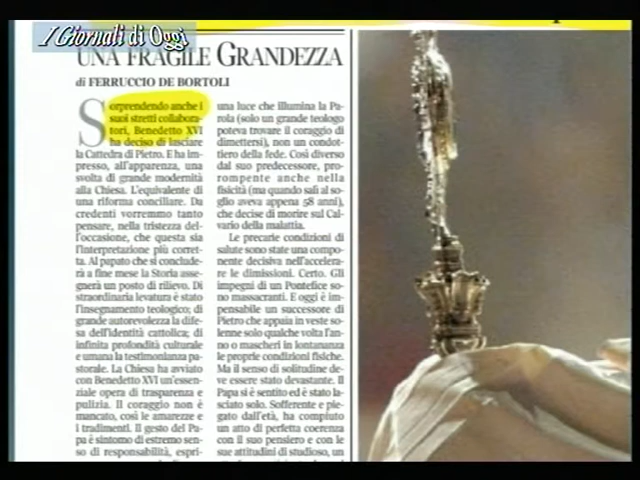 I Giornali di Oggi
UNA FRAGILE GRANDEZZA
di FERRUCCIO DE BORTOLI
Sorprendendo anche i
suoi stretti collabora-
tori, Benedetto XVI
ha deciso di lasciare
la Cattedra di Pietro. E ha im-
presso, all'apparenza, una
svolta di grande modernità
alla Chiesa. L'equivalente di
una riforma conciliare. Da
credenti vorremmo tanto
pensare, nella tristezza del-
l'occasione, che questa sia
l'interpretazione più corret-
ta. Al papato che si conclude-
rà a fine mese la Storia asse-
gnerà un posto di rilievo. Di
straordinaria levatura è stato
l'insegnamento teologico; di
grande autorevolezza la dife-
sa dell'identità cattolica; di
infinita profondità culturale
e umana la testimonianza pa-
storale. La Chiesa ha avviato
con Benedetto XVI un'essen-
ziale opera di trasparenza e
pulizia. Il coraggio non è
mancato, così le amarezze e
i tradimenti. Il gesto del Pa-
pa è sintomo di estremo sen-
so di responsabilità, espri-
una luce che illumina la Pa-
rola (solo un grande teologo
poteva trovare il coraggio di
dimettersi), non un condot-
tiero della fede. Così diverso
dal suo predecessore, pro-
rompente anche nella
fisicità (ma quando salì al so-
glio aveva appena 58 anni),
che decise di morire sul Cal-
vario della malattia.
Le precarie condizioni di
salute sono state una compo-
nente decisiva nell'accelera-
re le dimissioni. Certo. Gli
impegni di un Pontefice so-
no massacranti. E oggi è im-
pensabile un successore di
Pietro che appaia in veste so-
lenne solo qualche volta l'an-
no o mascheri in lontananza
le proprie condizioni fisiche.
Ma il senso di solitudine de-
ve essere stato devastante. Il
Papa si è sentito ed è stato la-
sciato solo. Sofferente e pie-
gato dall'età, ha compiuto
un atto di perfetta coerenza
con il suo pensiero e con le
sue attitudini di studioso, un